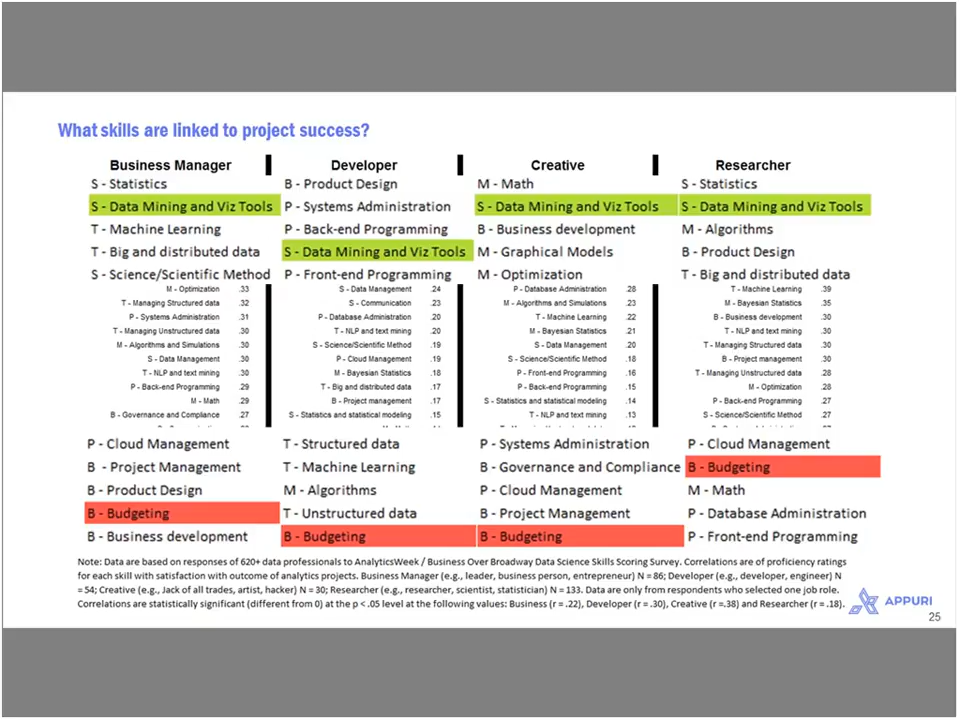 What skills are linked to project success?
Business Manager Developer Creative Researcher
S - Statistics B - Product Design M - Math S - Statistics
S - Data Mining and Viz Tools P - Systems Administration S - Data Mining and Viz Tools S - Data Mining and Viz Tools
T - Machine Learning P - Back-end Programming B - Business development M - Algorithms
T - Big and distributed data S - Data Mining and Viz Tools M - Graphical Models B - Product Design
S - Science/Scientific Method P - Front-end Programming M - Optimization T - Big and distributed data
M - Optimization .33 S - Data Management .24 P - Database Administration .28 T - Machine Learning .39
T - Managing Structured data .32 S - Communication .23 M - Algorithms and Simulations .23 M - Bayesian Statistics .35
P - Systems Administration .31 P - Database Administration .20 T - Machine Learning .22 B - Business development .30
T - Managing Unstructured data .30 T - NLP and text mining .20 M - Bayesian Statistics .21 T - NLP and text mining .30
M - Algorithms and Simulations .30 S - Science/Scientific Method .19 S - Data Management .20 T - Managing Structured data .30
S - Data Management .30 P - Cloud Management .19 S - Science/Scientific Method .18 B - Project management .30
T - NLP and text mining .30 M - Bayesian Statistics .18 P - Front-end Programming .16 T - Managing Unstructured data .28
P - Back-end Programming .29 T - Big and distributed data .17 P - Back-end Programming .15 M - Optimization .28
M - Math .29 B - Project management .17 S - Statistics and statistical modeling .14 P - Back-end Programming .27
B - Governance and Compliance .27 S - Statistics and statistical modeling .15 T - NLP and text mining .13 S - Science/Scientific Method .27
P - Cloud Management T - Structured data P - Systems Administration P - Cloud Management
B - Project Management T - Machine Learning B - Governance and Compliance B - Budgeting
B - Product Design M - Algorithms P - Cloud Management M - Math
B - Budgeting T - Unstructured data B - Project Management P - Database Administration
B - Business development B - Budgeting B - Budgeting P - Front-end Programming
Note: Data are based on responses of 620+ data professionals to AnalyticsWeek / Business Over Broadway Data Science Skills Scoring Survey. Correlations are of proficiency ratings
for each skill with satisfaction with outcome of analytics projects. Business Manager (e.g., leader, business person, entrepreneur) N = 86; Developer (e.g., developer, engineer) N
= 54; Creative (e.g., Jack of all trades, artist, hacker) N = 30; Researcher (e.g., researcher, scientist, statistician) N = 133. Data are only from respondents who selected one job role.
Correlations are statistically significant (different from 0) at the p < .05 level at the following values: Business (r = .22), Developer (r = .30), Creative (r =.38) and Researcher (r = .18).
APPURI
25